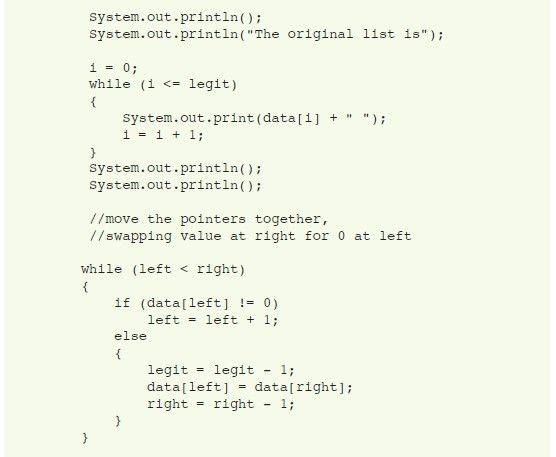 System.out.println();
System.out.println("The original list is");
i = 0;
while (i <= legit)
{
System.out.print(data[i] + " ");
i = i + 1;
}
System.out.println();
System.out.println();
//move the pointers together,
//swapping value at right for 0 at left
while (left < right)
{
if (data[left] != 0)
left = left + 1;
else
{
legit = legit - 1;
data[left] = data[right];
right = right - 1;
}
}